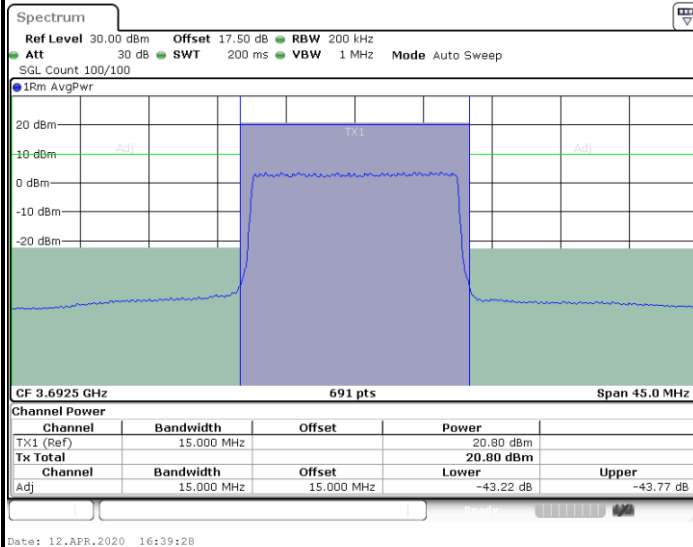 Spectrum
Ref Level 30.00 dBm Offset 17.50 dB RBW 200 kHz
Att 30 dB SWT 200 ms VBW 1 MHz Mode Auto Sweep
SGL Count 100/100
1Rm AvgPwr
20 dBm
TX1
Adj
Adj
10 dBm
0 dBm
-10 dBm
-20 dBm
CF 3.6925 GHz 691 pts Span 45.0 MHz
Channel Power
Channel Bandwidth Offset Power
TX1 (Ref) 15.000 MHz 20.80 dBm
Tx Total 20.80 dBm
Channel Bandwidth Offset Lower Upper
Adj 15.000 MHz 15.000 MHz -43.22 dB -43.77 dB
Ready
Date: 12.APR.2020 16:39:28